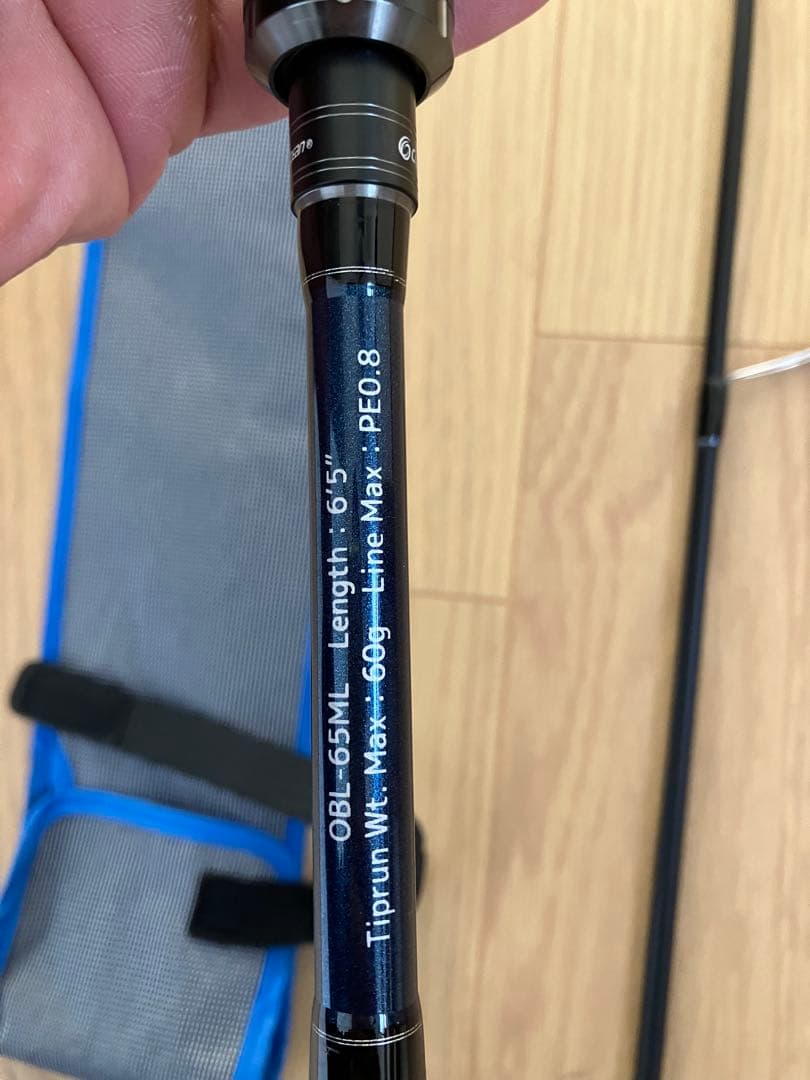 OBL-65ML Length : 6'5"
Tiprun Wt. Max : 60g Line Max : PE0.8